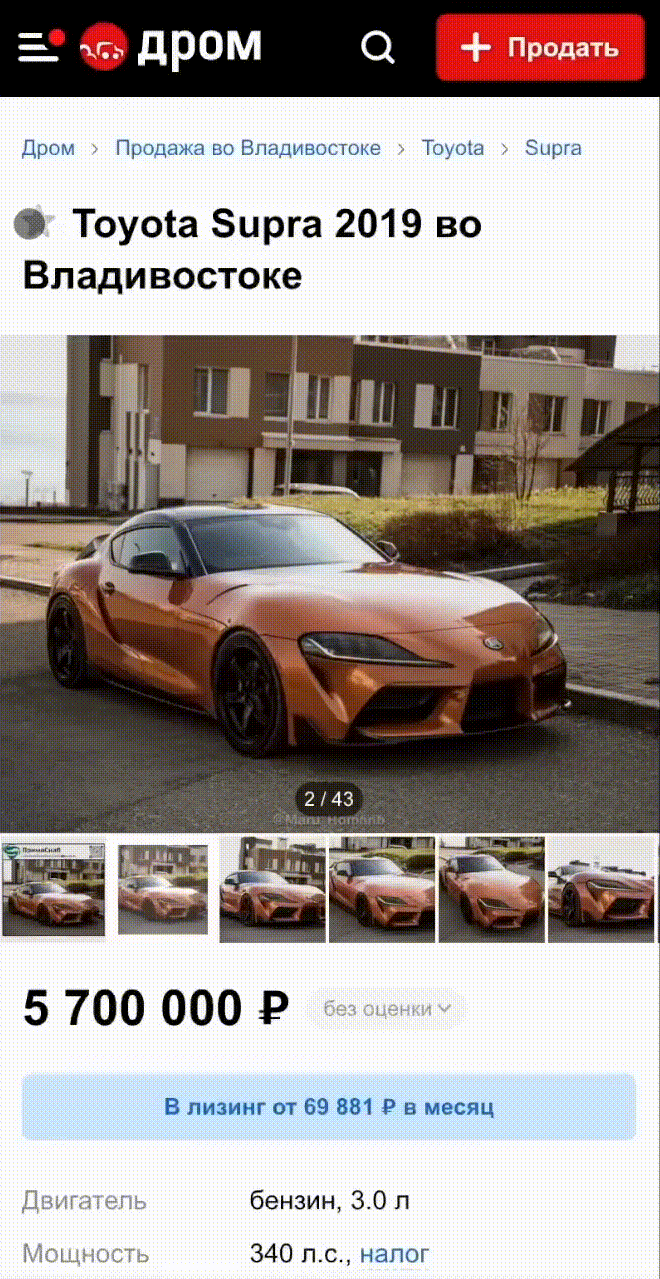 дром
Продать
Дром > Продажа во Владивостоке > Toyota > Supra
Toyota Supra 2019 во
Владивостоке
2 / 43
5 700 000 ₽ без оценки
В лизинг от 69 881 ₽ в месяц
Двигатель бензин, 3.0 л
Мощность 340 л.с., налог